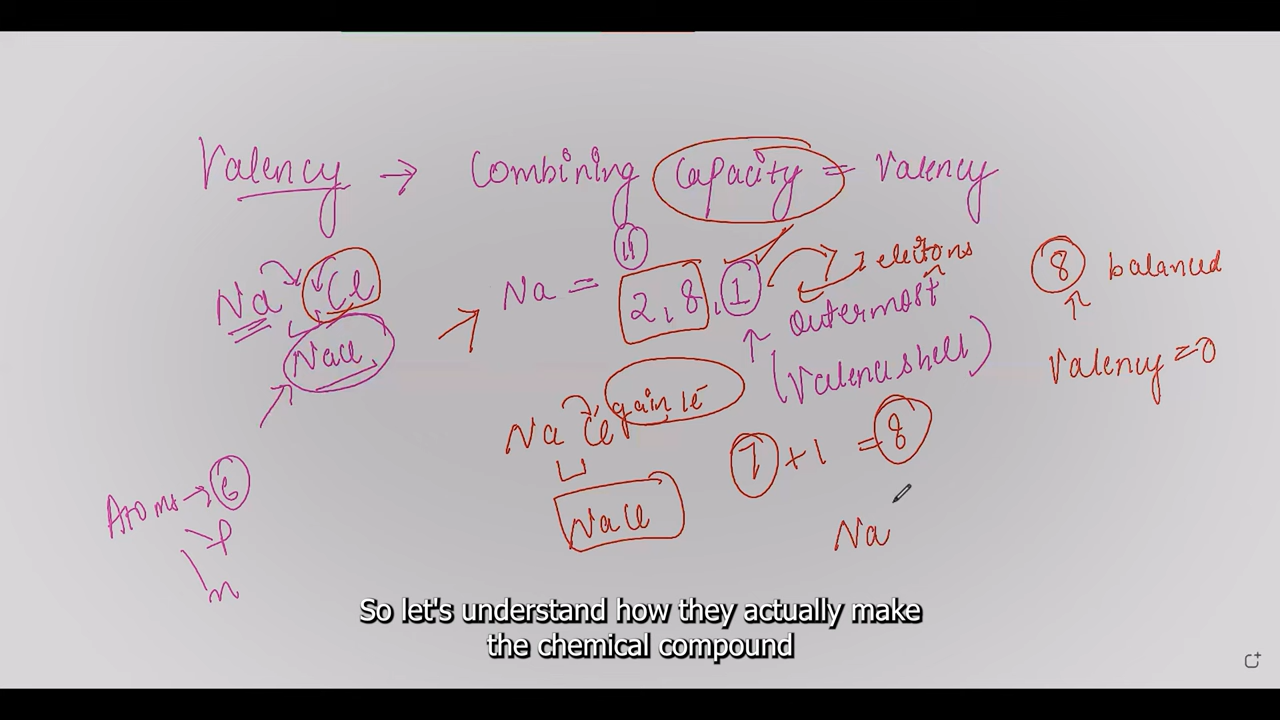 Valency → Combining Capacity = Valency
Na Cl
NaCl
Na = 11 2, 8, 1
outermost
(Valence shell)
8 balanced
Valency = 0
Na Cl gain 1e⁻
7 + 1 = 8
NaCl
Na
Atoms → e
p
n
So let's understand how they actually make
the chemical compound